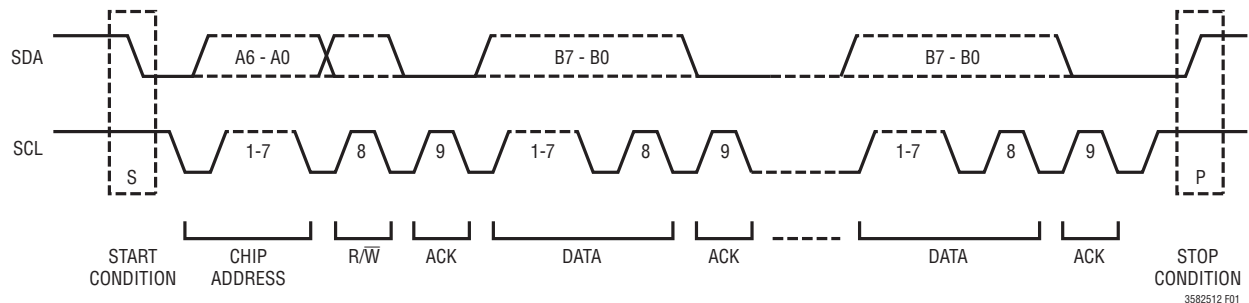 SDA
A6 - A0
B7 - B0
B7 - B0
SCL
S
1-7
8
9
1-7
8
9
1-7
8
9
P
START
CONDITION
CHIP
ADDRESS
R/W̅
ACK
DATA
ACK
DATA
ACK
STOP
CONDITION
3582512 F01